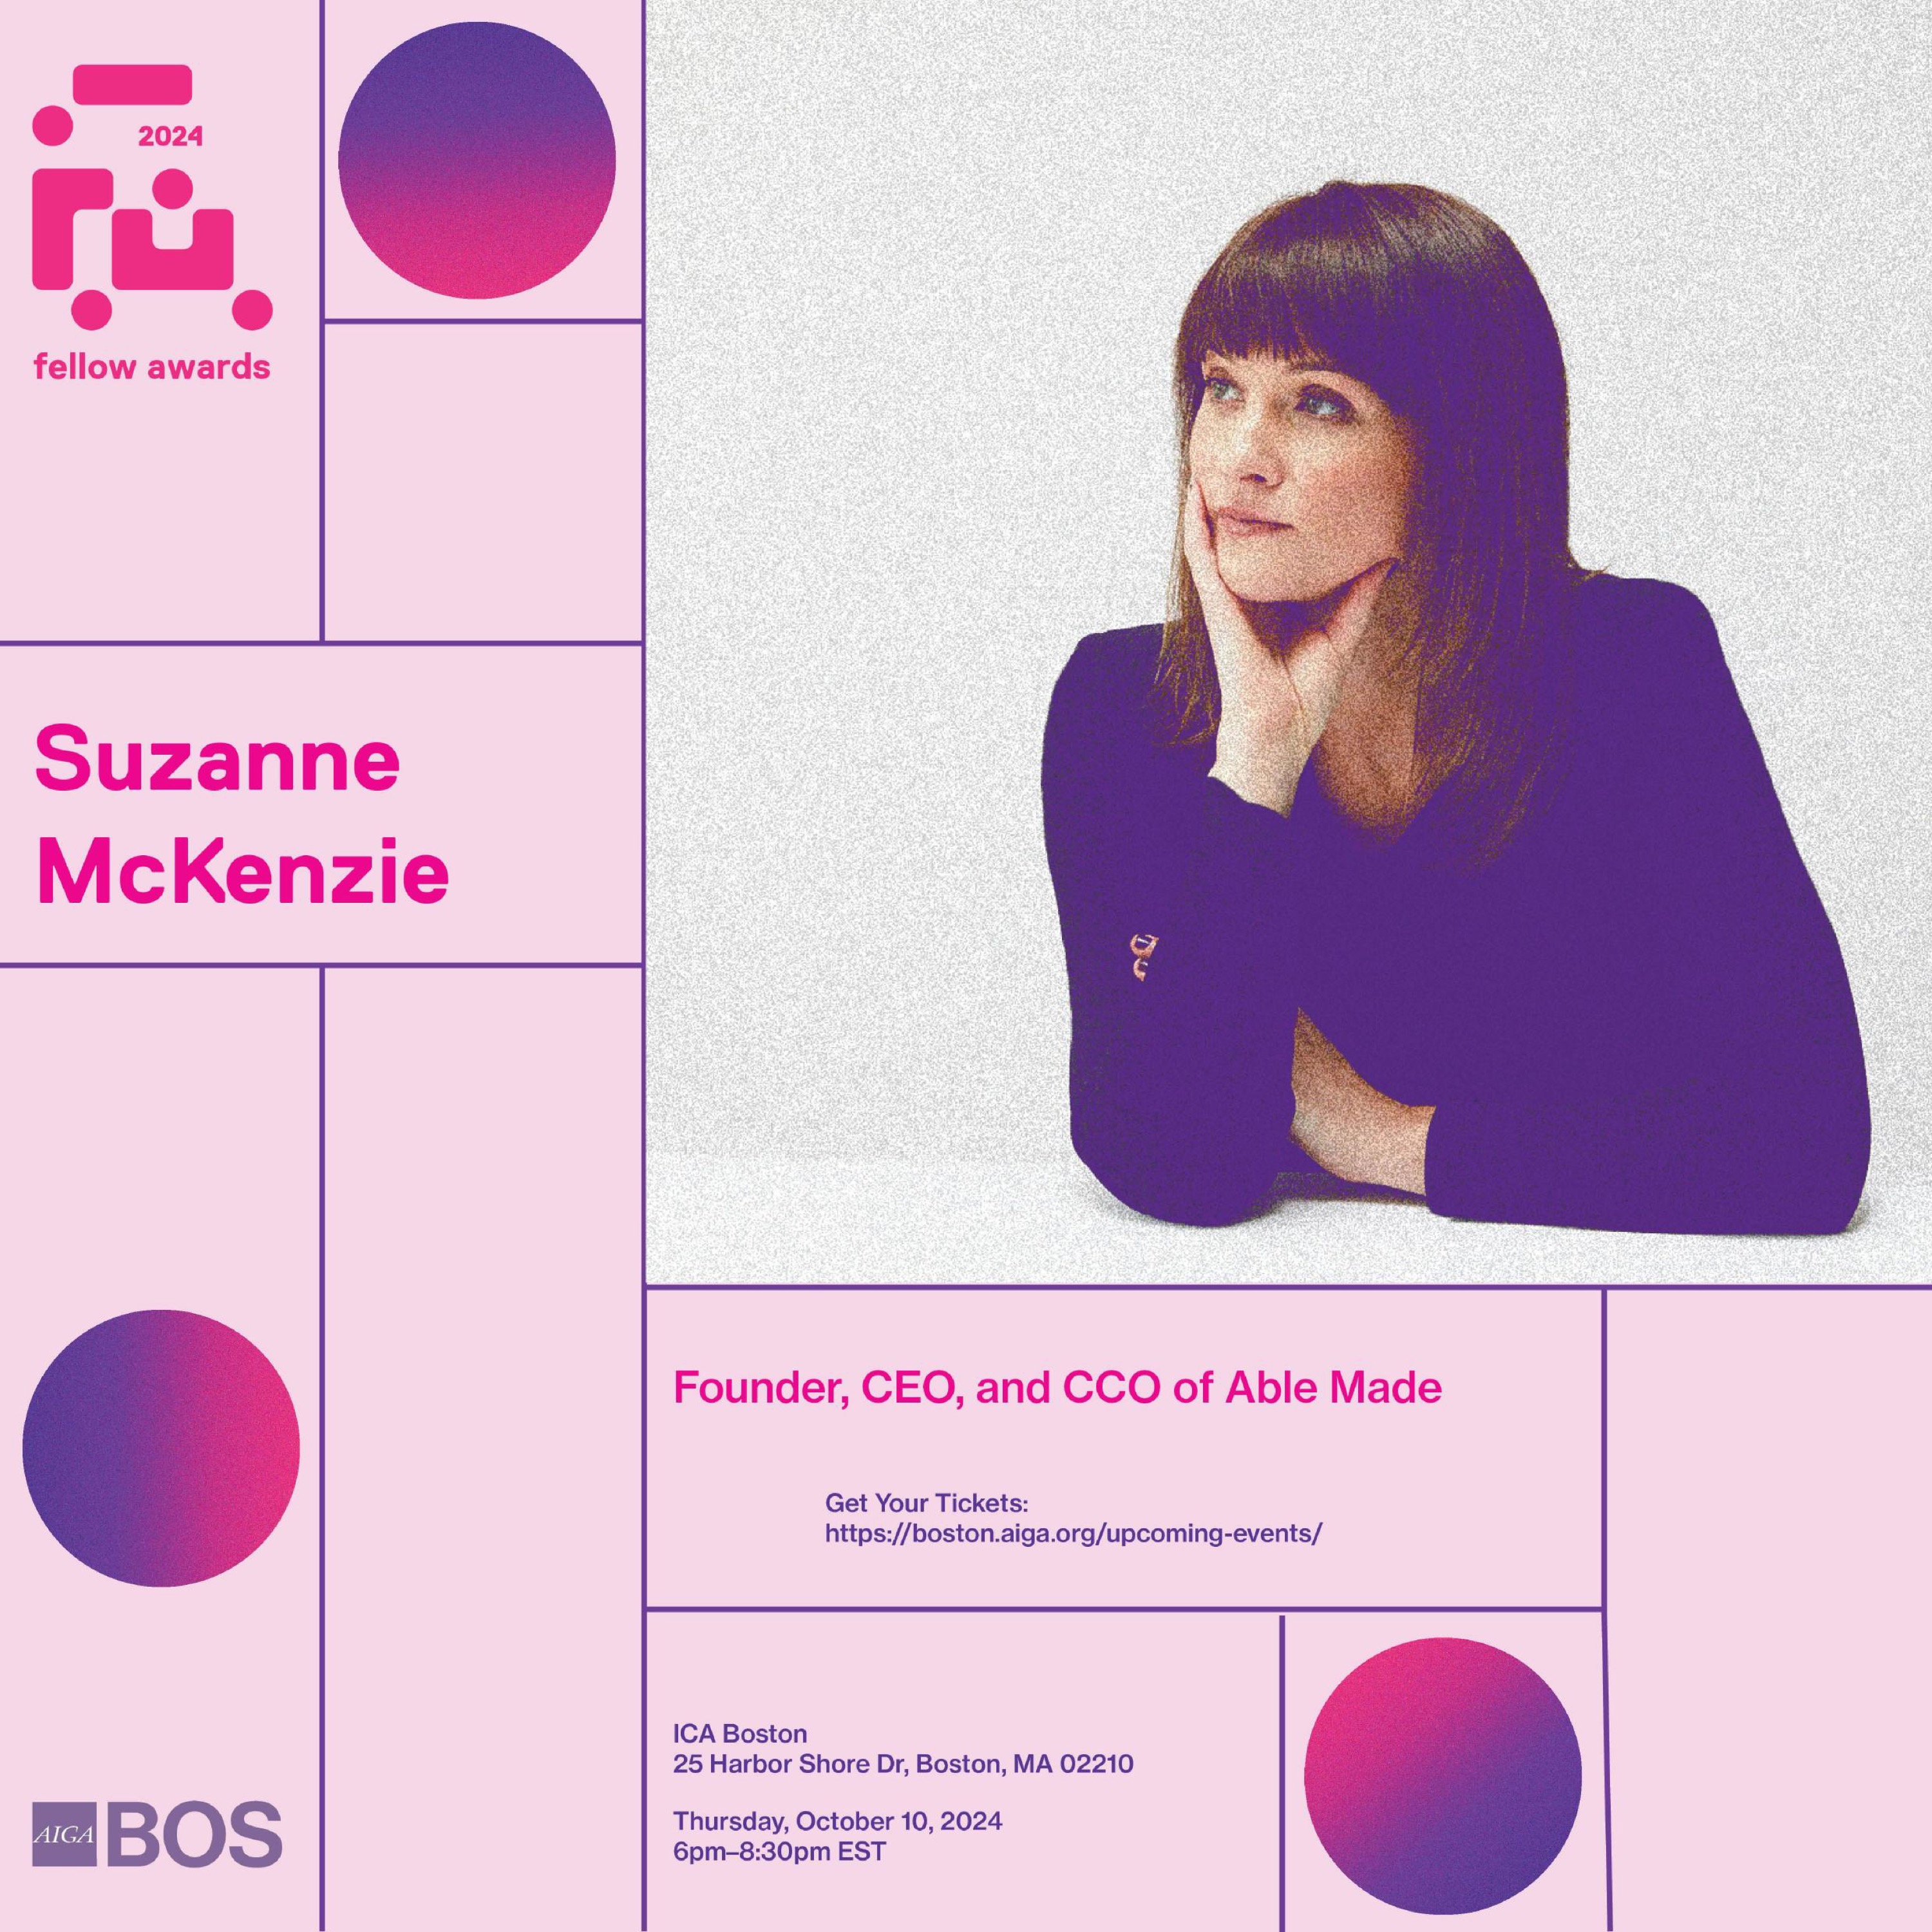 2024
fellow awards
Suzanne
McKenzie
Founder, CEO, and CCO of Able Made
Get Your Tickets:
https://boston.aiga.org/upcoming-events/
ICA Boston
25 Harbor Shore Dr, Boston, MA 02210
Thursday, October 10, 2024
6pm–8:30pm EST
AIGA BOS